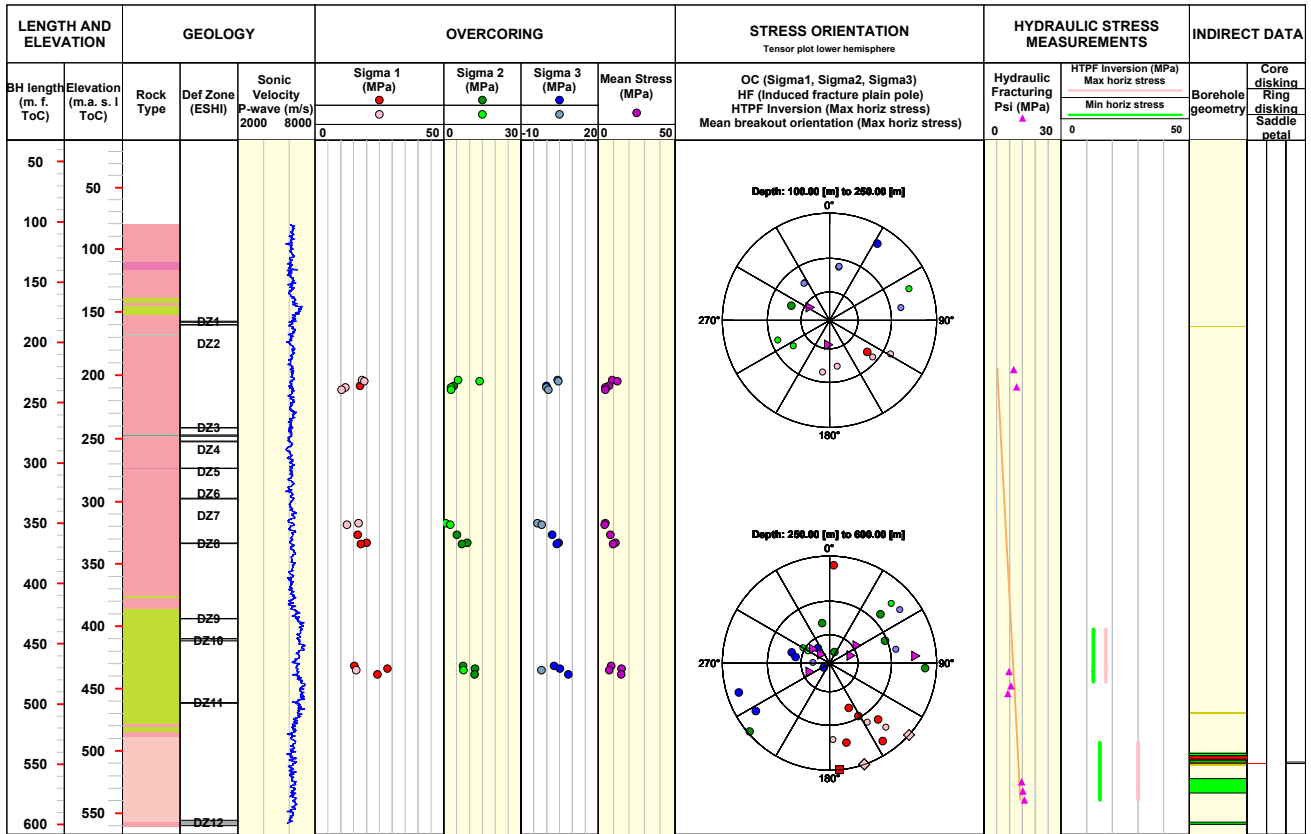 LENGTH AND
ELEVATION
GEOLOGY
OVERCORING
STRESS ORIENTATION
Tensor plot lower hemisphere
HYDRAULIC STRESS
MEASUREMENTS
INDIRECT DATA
BH length
(m. f.
ToC)
Elevation
(m.a. s. l
ToC)
Rock
Type
Def Zone
(ESHI)
Sonic
Velocity
P-wave (m/s)
2000 8000
Sigma 1
(MPa)
0 50
Sigma 2
(MPa)
0 30
Sigma 3
(MPa)
-10 20
Mean Stress
(MPa)
0 50
OC (Sigma1, Sigma2, Sigma3)
HF (Induced fracture plain pole)
HTPF Inversion (Max horiz stress)
Mean breakout orientation (Max horiz stress)
Hydraulic
Fracturing
Psi (MPa)
0 30
HTPF Inversion (MPa)
Max horiz stress
Min horiz stress
0 50
Borehole
geometry
Core
disking
Ring
disking
Saddle
petal
50
100
150
200
250
300
350
400
450
500
550
600
50
100
150
200
250
300
350
400
450
500
550
DZ1
DZ2
DZ3
DZ4
DZ5
DZ6
DZ7
DZ8
DZ9
DZ10
DZ11
DZ12
Depth: 100.00 [m] to 250.00 [m]
0°
270°
90°
180°
Depth: 250.00 [m] to 600.00 [m]
0°
270°
90°
180°